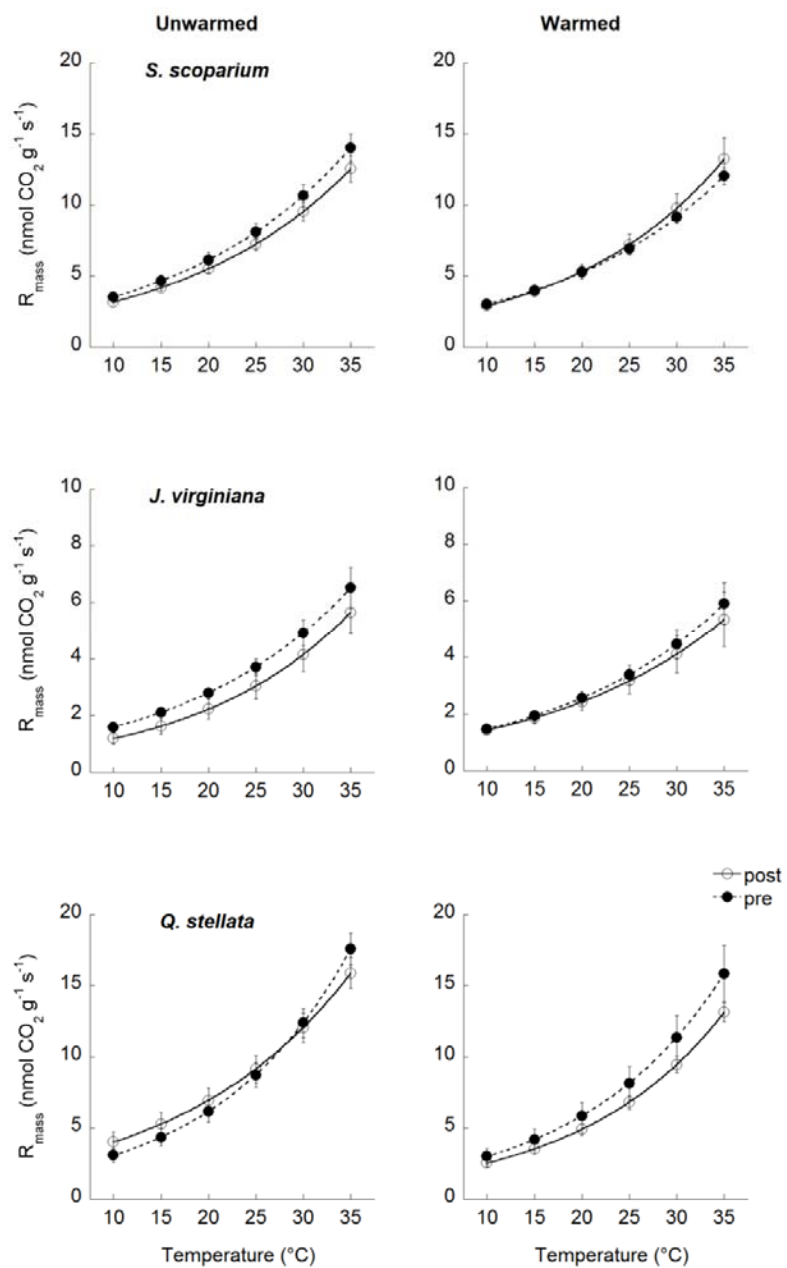 Unwarmed Warmed
S. scoparium
20 20
15 15
10 10
5 5
0 0
R_mass (nmol CO₂ g⁻¹ s⁻¹)
10 15 20 25 30 35 10 15 20 25 30 35
J. virginiana
10 10
8 8
6 6
4 4
2 2
0 0
R_mass (nmol CO₂ g⁻¹ s⁻¹)
10 15 20 25 30 35 10 15 20 25 30 35
post
pre
Q. stellata
20 20
15 15
10 10
5 5
0 0
R_mass (nmol CO₂ g⁻¹ s⁻¹)
10 15 20 25 30 35 10 15 20 25 30 35
Temperature (°C) Temperature (°C)